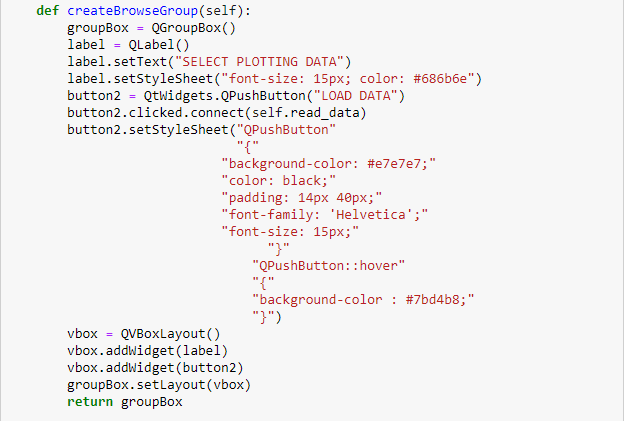 def createBrowseGroup(self):
groupBox = QGroupBox()
label = QLabel()
label.setText("SELECT PLOTTING DATA")
label.setStyleSheet("font-size: 15px; color: #686b6e")
button2 = QtWidgets.QPushButton("LOAD DATA")
button2.clicked.connect(self.read_data)
button2.setStyleSheet("QPushButton"
"{"
"background-color: #e7e7e7;"
"color: black;"
"padding: 14px 40px;"
"font-family: 'Helvetica';"
"font-size: 15px;"
"}"
"QPushButton::hover"
"{"
"background-color : #7bd4b8;"
"}")
vbox = QVBoxLayout()
vbox.addWidget(label)
vbox.addWidget(button2)
groupBox.setLayout(vbox)
return groupBox